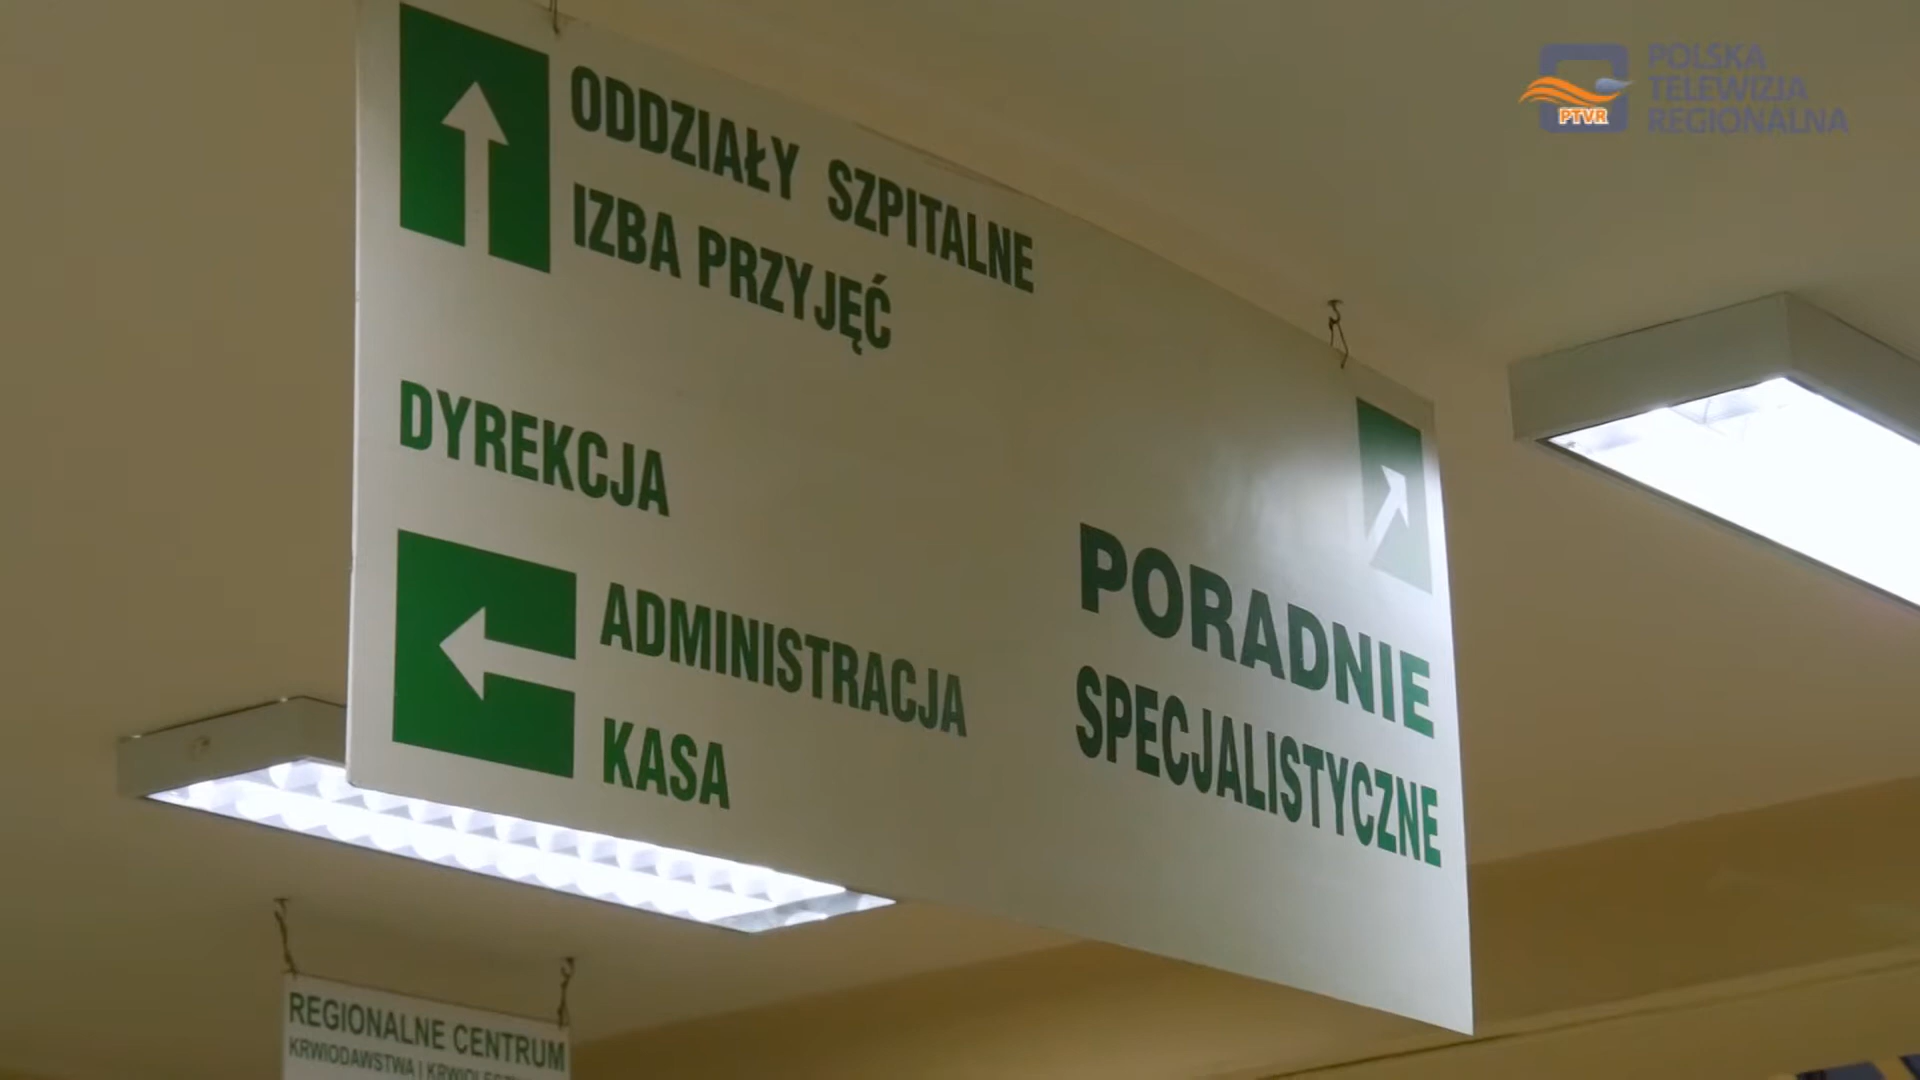 POLSKA
TELEWIZJA
REGIONALNA
PTVR
ODDZIAŁY SZPITALNE
IZBA PRZYJĘĆ
DYREKCJA
ADMINISTRACJA
KASA
PORADNIE
SPECJALISTYCZNE
REGIONALNE CENTRUM
KRWIODAWSTWA I